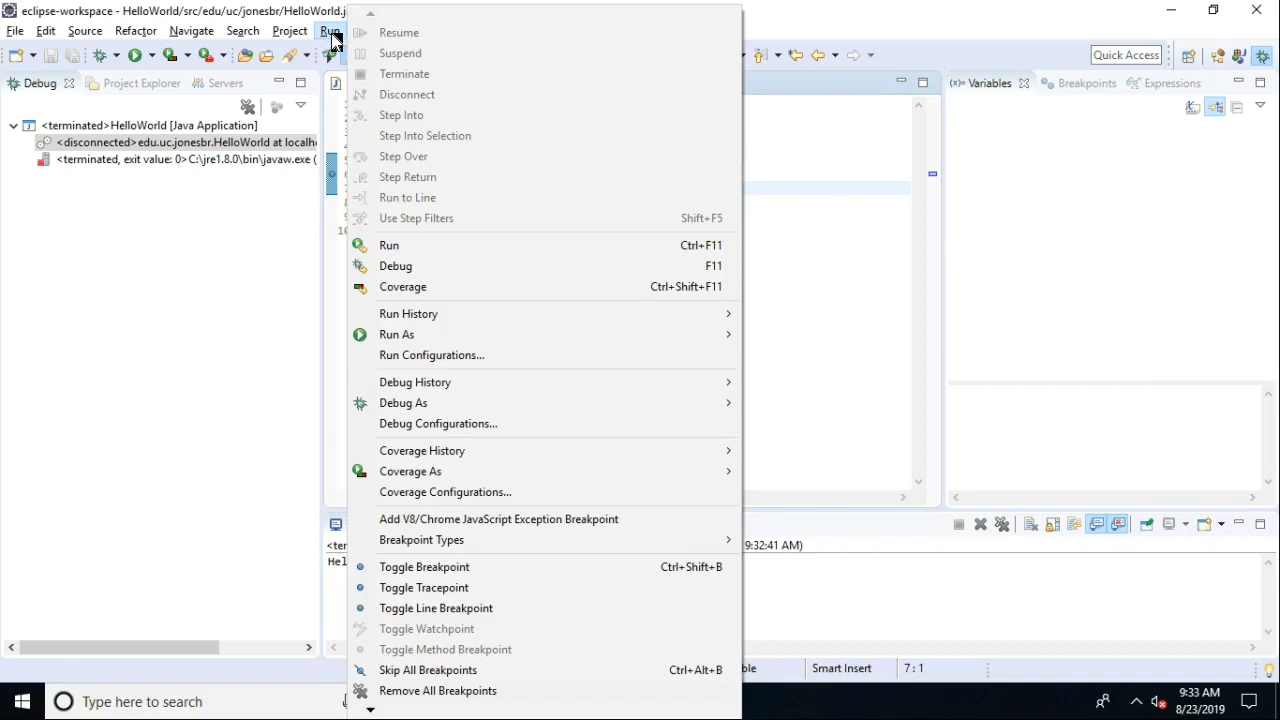 eclipse-workspace - HelloWorld/src/edu/uc/jonesbr/HelloWorld.j
File Edit Source Refactor Navigate Search Project Run
Quick Access
Debug Project Explorer Servers
(x)= Variables Breakpoints Expressions
<terminated>HelloWorld [Java Application]
<disconnected>edu.uc.jonesbr.HelloWorld at localh
<terminated, exit value: 0>C:\jre1.8.0\bin\javaw.exe (
Resume
Suspend
Terminate
Disconnect
Step Into
Step Into Selection
Step Over
Step Return
Run to Line
Use Step Filters Shift+F5
Run Ctrl+F11
Debug F11
Coverage Ctrl+Shift+F11
Run History
Run As
Run Configurations...
Debug History
Debug As
Debug Configurations...
Coverage History
Coverage As
Coverage Configurations...
Add V8/Chrome JavaScript Exception Breakpoint
Breakpoint Types
Toggle Breakpoint Ctrl+Shift+B
Toggle Tracepoint
Toggle Line Breakpoint
Toggle Watchpoint
Toggle Method Breakpoint
Skip All Breakpoints Ctrl+Alt+B
Remove All Breakpoints
<ter
9:32:41 AM)
Hel
ble Smart Insert 7 : 1
Type here to search
9:33 AM
8/23/2019